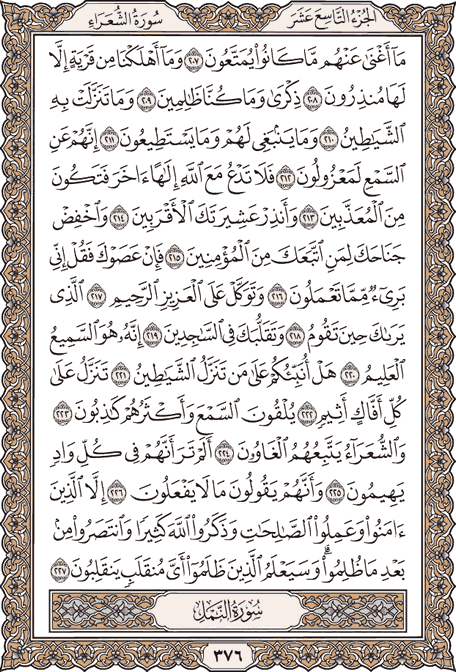 الجزء التاسع عشر سورة الشعراء
مَآ أَغْنَىٰ عَنْهُم مَّا كَانُوا۟ يُمَتَّعُونَ ٢٠٧ وَمَآ أَهْلَكْنَا مِن قَرْيَةٍ إِلَّا
لَهَا مُنذِرُونَ ٢٠٨ ذِكْرَىٰ وَمَا كُنَّا ظَٰلِمِينَ ٢٠٩ وَمَا تَنَزَّلَتْ بِهِ
ٱلشَّيَٰطِينُ ٢١٠ وَمَا يَنۢبَغِى لَهُمْ وَمَا يَسْتَطِيعُونَ ٢١١ إِنَّهُمْ عَنِ
ٱلسَّمْعِ لَمَعْزُولُونَ ٢١٢ فَلَا تَدْعُ مَعَ ٱللَّهِ إِلَٰهًا ءَاخَرَ فَتَكُونَ
مِنَ ٱلْمُعَذَّبِينَ ٢١٣ وَأَنذِرْ عَشِيرَتَكَ ٱلْأَقْرَبِينَ ٢١٤ وَٱخْفِضْ
جَنَاحَكَ لِمَنِ ٱتَّبَعَكَ مِنَ ٱلْمُؤْمِنِينَ ٢١٥ فَإِنْ عَصَوْكَ فَقُلْ إِنِّى
بَرِىٓءٌ مِّمَّا تَعْمَلُونَ ٢١٦ وَتَوَكَّلْ عَلَى ٱلْعَزِيزِ ٱلرَّحِيمِ ٢١٧ ٱلَّذِى
يَرَىٰكَ حِينَ تَقُومُ ٢١٨ وَتَقَلُّبَكَ فِى ٱلسَّٰجِدِينَ ٢١٩ إِنَّهُۥ هُوَ ٱلسَّمِيعُ
ٱلْعَلِيمُ ٢٢٠ هَلْ أُنَبِّئُكُمْ عَلَىٰ مَن تَنَزَّلُ ٱلشَّيَٰطِينُ ٢٢١ تَنَزَّلُ عَلَىٰ
كُلِّ أَفَّاكٍ أَثِيمٍ ٢٢٢ يُلْقُونَ ٱلسَّمْعَ وَأَكْثَرُهُمْ كَٰذِبُونَ ٢٢٣
وَٱلشُّعَرَآءُ يَتَّبِعُهُمُ ٱلْغَاوُۥنَ ٢٢٤ أَلَمْ تَرَ أَنَّهُمْ فِى كُلِّ وَادٍ
يَهِيمُونَ ٢٢٥ وَأَنَّهُمْ يَقُولُونَ مَا لَا يَفْعَلُونَ ٢٢٦ إِلَّا ٱلَّذِينَ
ءَامَنُوا۟ وَعَمِلُوا۟ ٱلصَّٰلِحَٰتِ وَذَكَرُوا۟ ٱللَّهَ كَثِيرًا وَٱنتَصَرُوا۟ مِنۢ
بَعْدِ مَا ظُلِمُوا۟ ۗ وَسَيَعْلَمُ ٱلَّذِينَ ظَلَمُوٓا۟ أَىَّ مُنقَلَبٍ يَنقَلِبُونَ ٢٢٧
سُورَةُ النَّمْلِ
٣٧٦